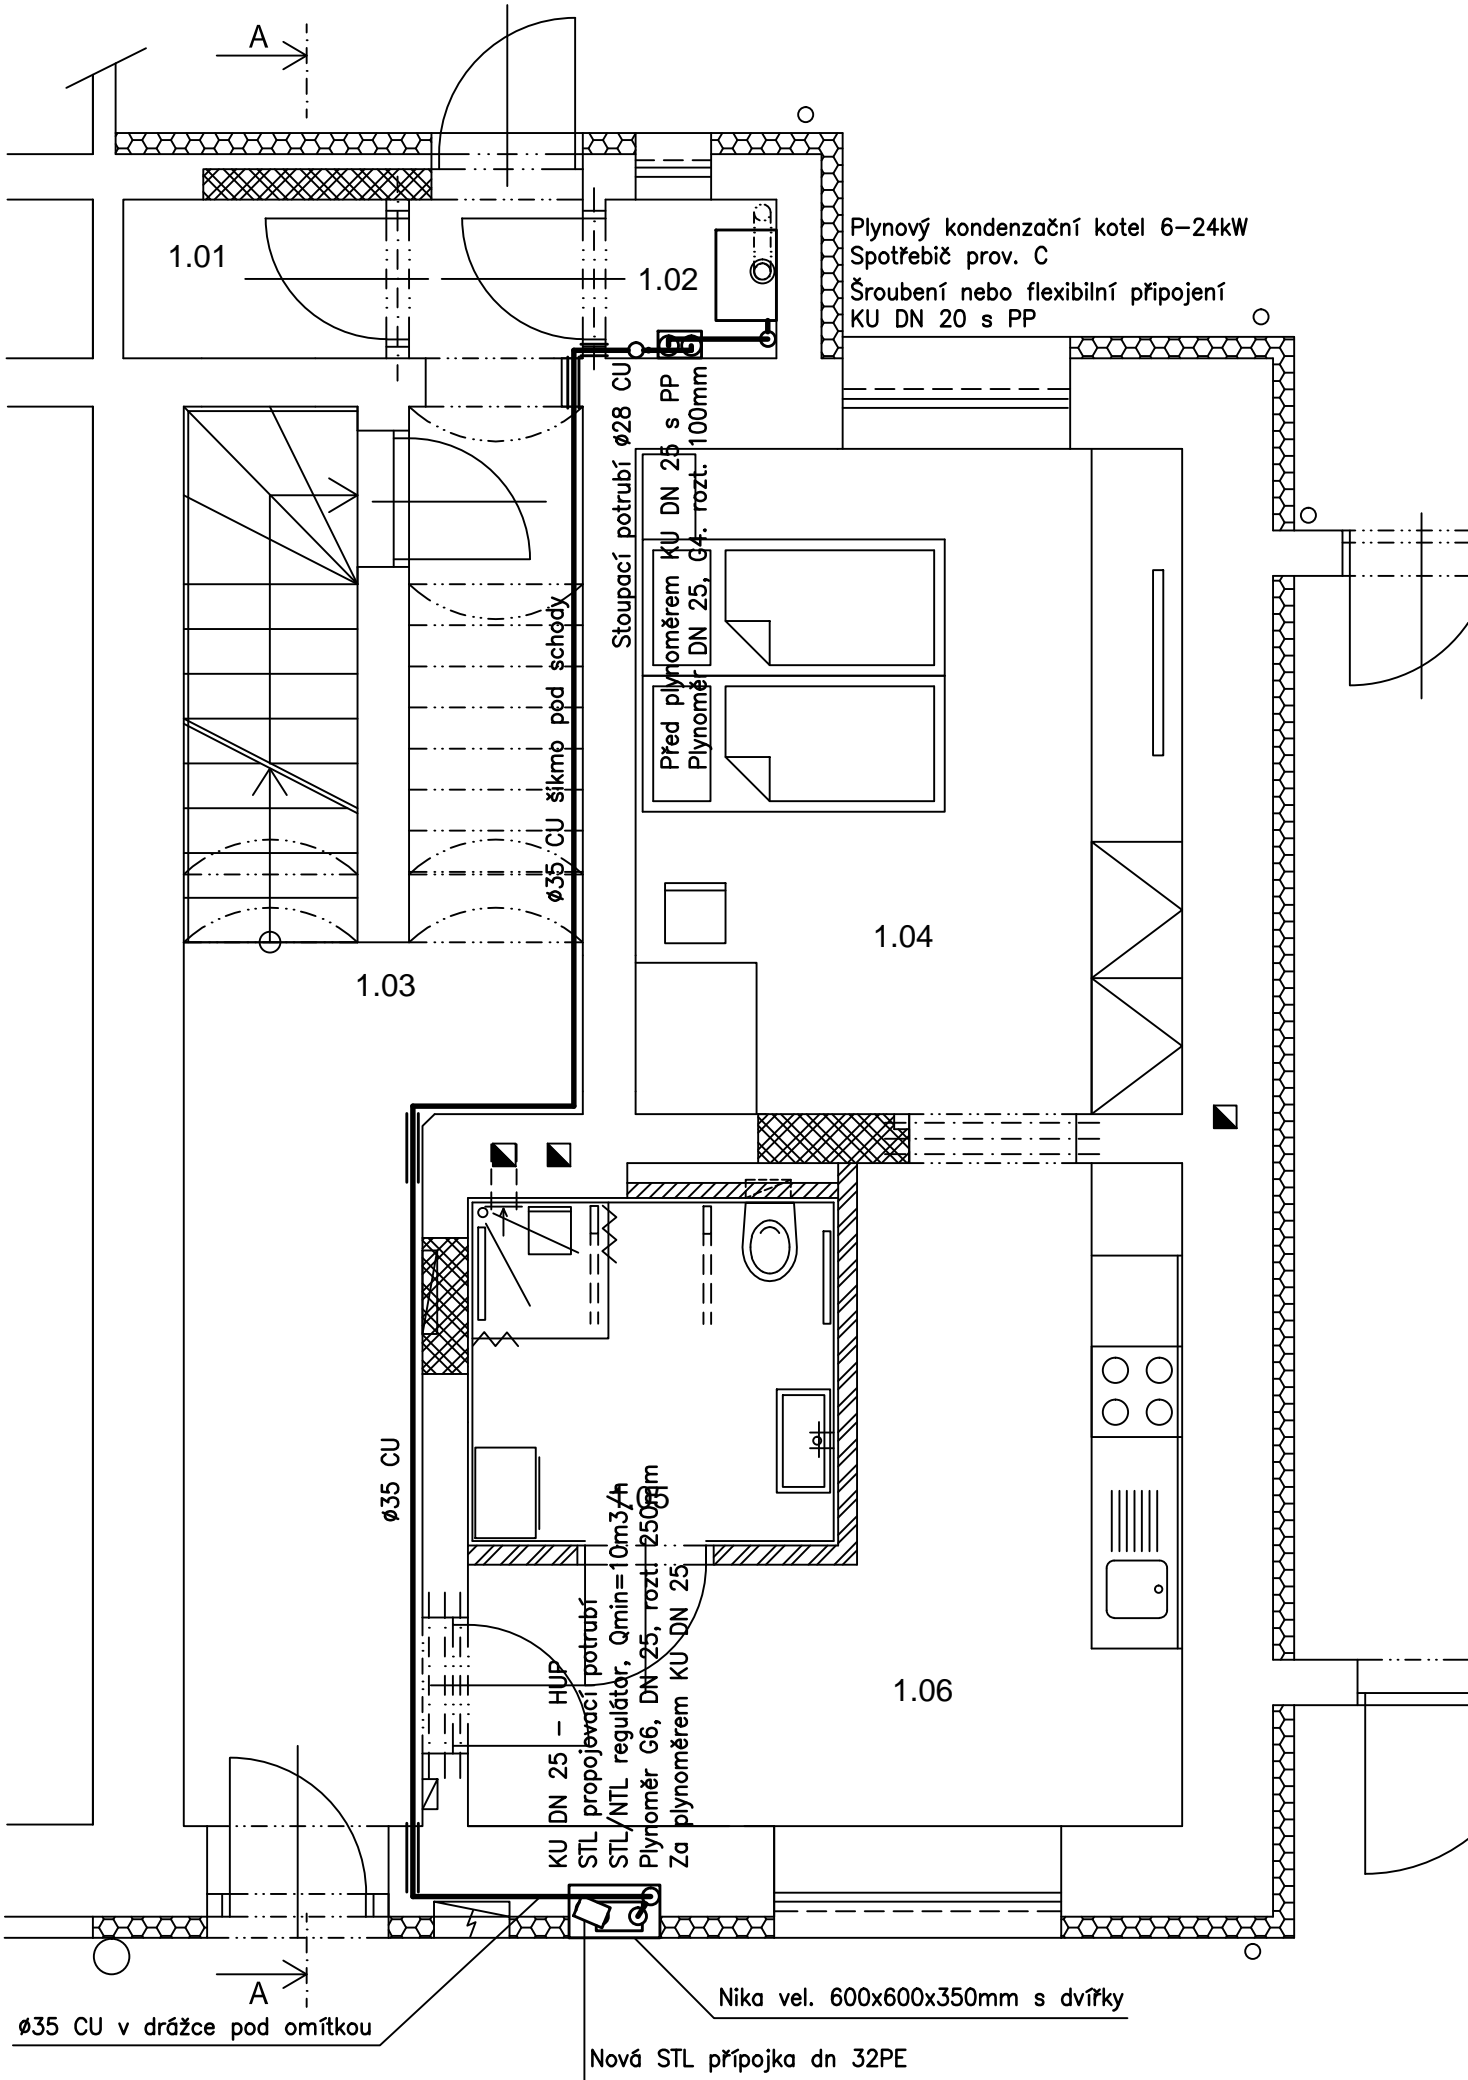 A
1.01
1.02
Plynový kondenzační kotel 6–24kW
Spotřebič prov. C
Šroubení nebo flexibilní připojení
KU DN 20 s PP
Stoupací potrubí ø28 CU
Před plynoměrem KU DN 25 s PP
Plynoměr DN 25, G4. rozt. 100mm
ø35 CU šikmo pod schody
1.04
1.03
ø35 CU
1.05
KU DN 25 – HUP
STL propojovací potrubí
STL/NTL regulátor, Qmin=10m3/h
Plynoměr G6, DN 25, rozt. 250mm
Za plynoměrem KU DN 25
1.06
A
Nika vel. 600x600x350mm s dvířky
ø35 CU v drážce pod omítkou
Nová STL přípojka dn 32PE